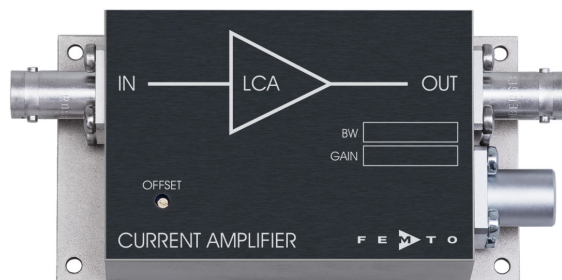 IN LCA OUT
BW
GAIN
OFFSET
CURRENT AMPLIFIER FEMTO